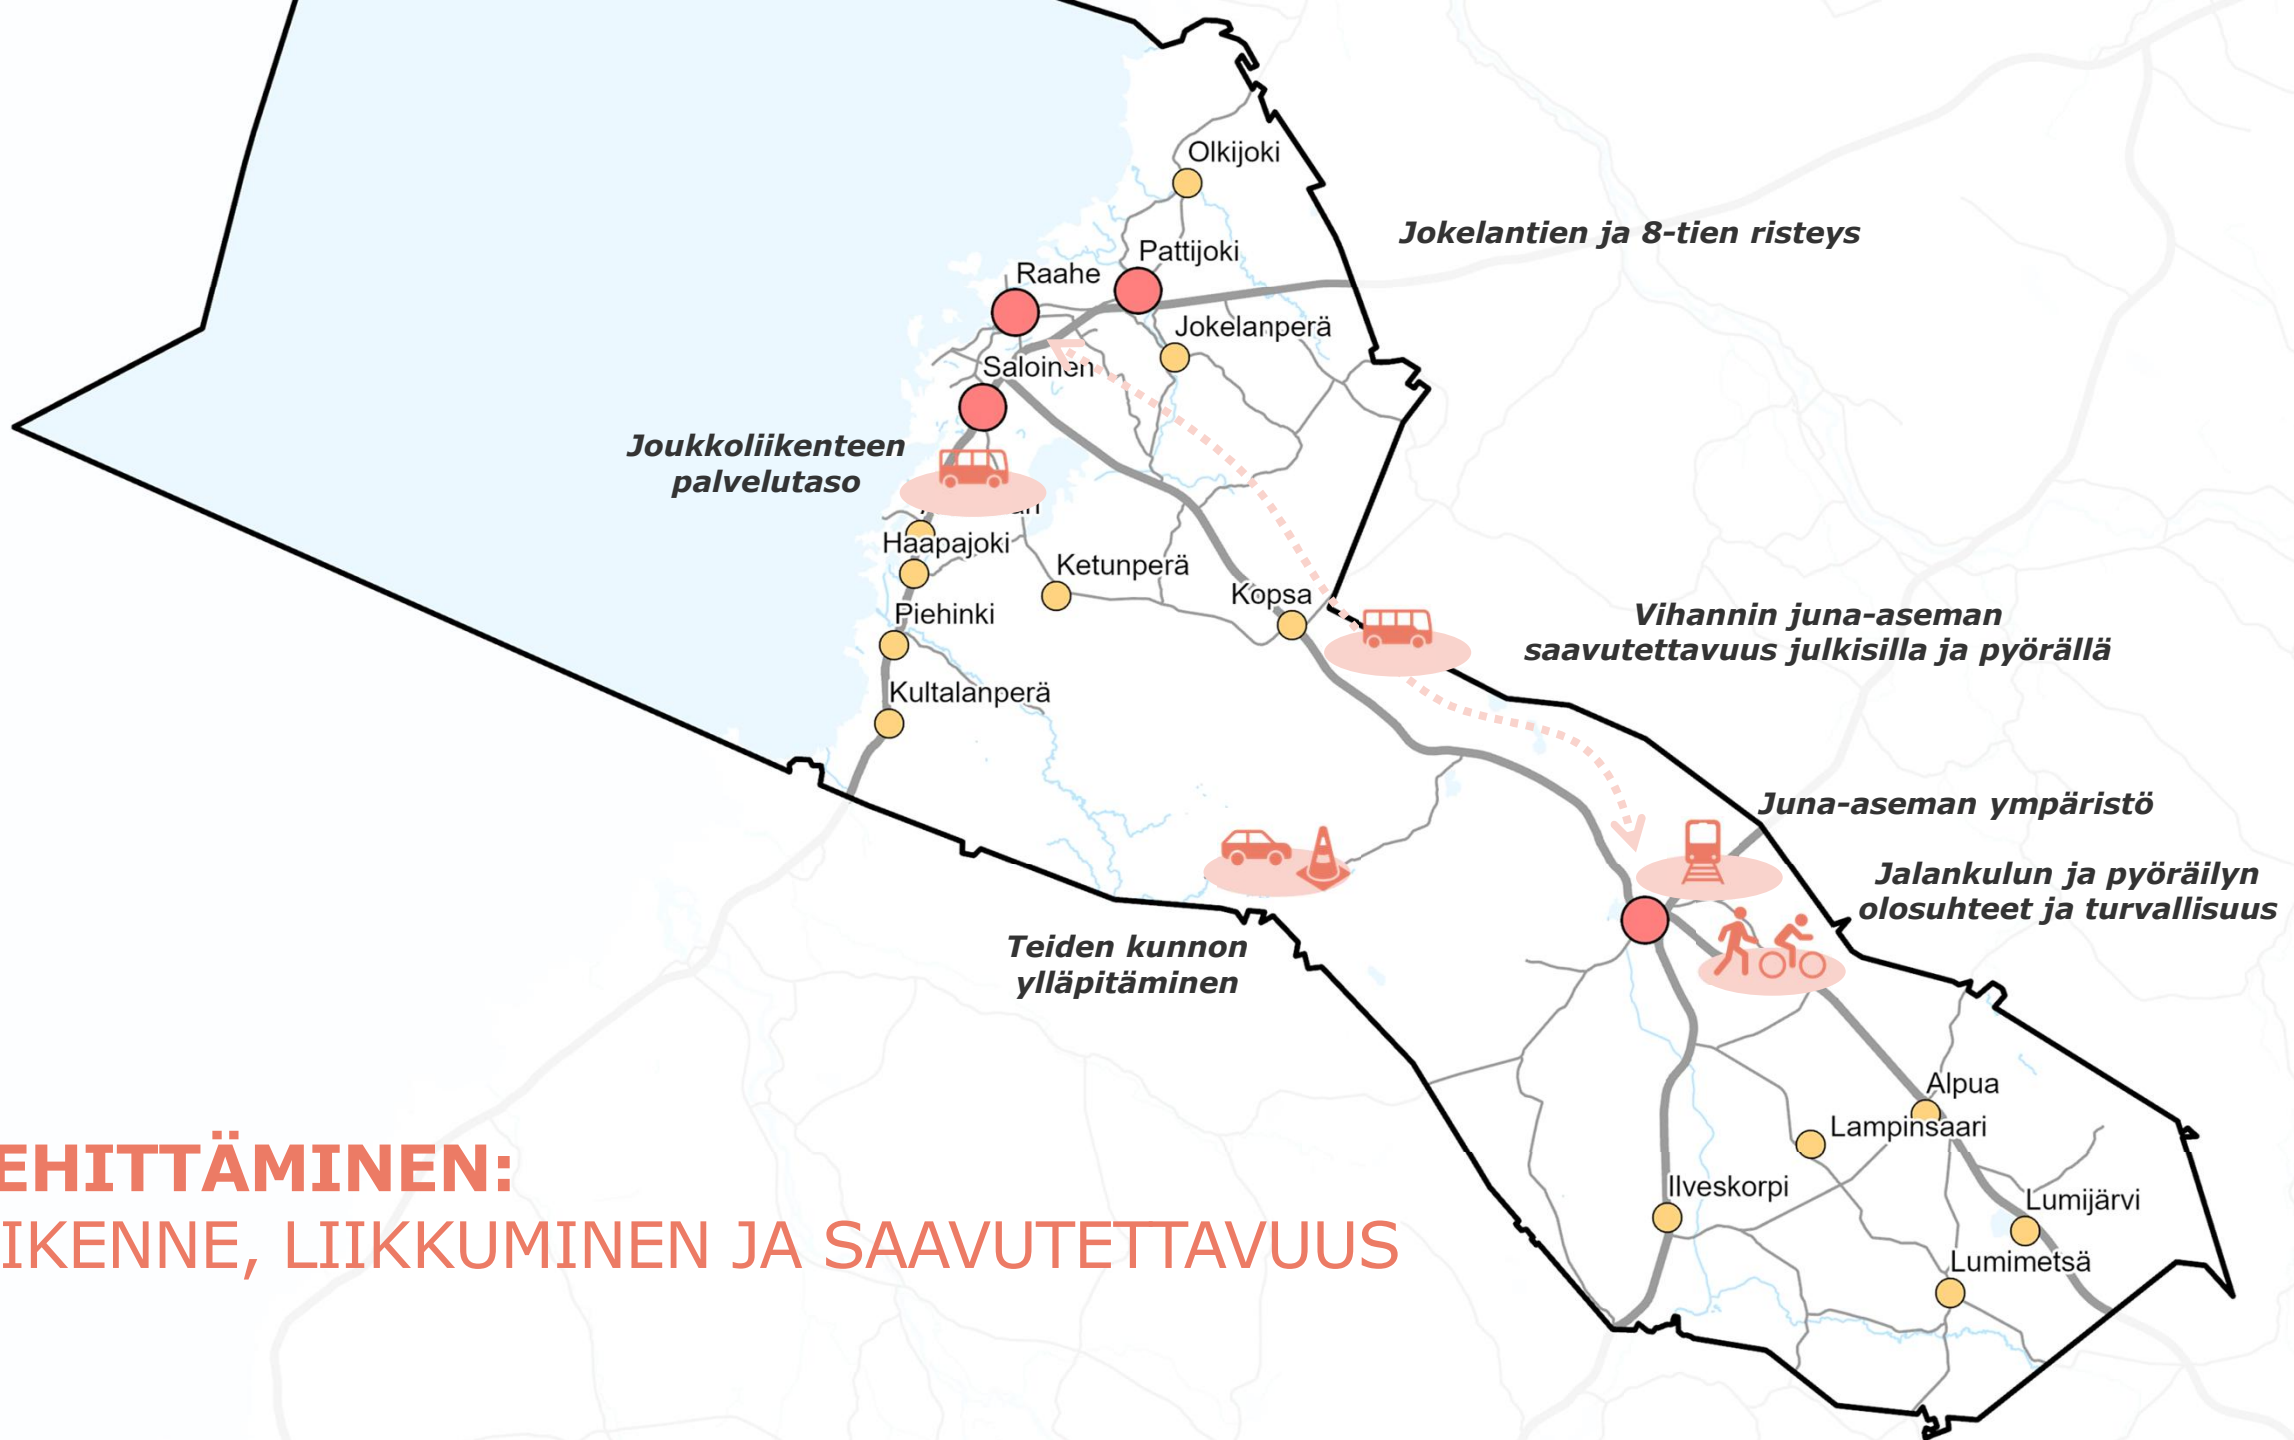 Olkijoki
Jokelantien ja 8-tien risteys
Pattijoki
Raahe
Jokelanperä
Saloinen
Joukkoliikenteen
palvelutaso
Haapajoki
Ketunperä
Kopsa
Piehinki
Vihannin juna-aseman
saavutettavuus julkisilla ja pyörällä
Kultalanperä
Juna-aseman ympäristö
Jalankulun ja pyöräilyn
olosuhteet ja turvallisuus
Teiden kunnon
ylläpitäminen
Alpua
Lampinsaari
Ilveskorpi
Lumijärvi
Lumimetsä
EHITTÄMINEN:
IKENNE, LIIKKUMINEN JA SAAVUTETTAVUUS